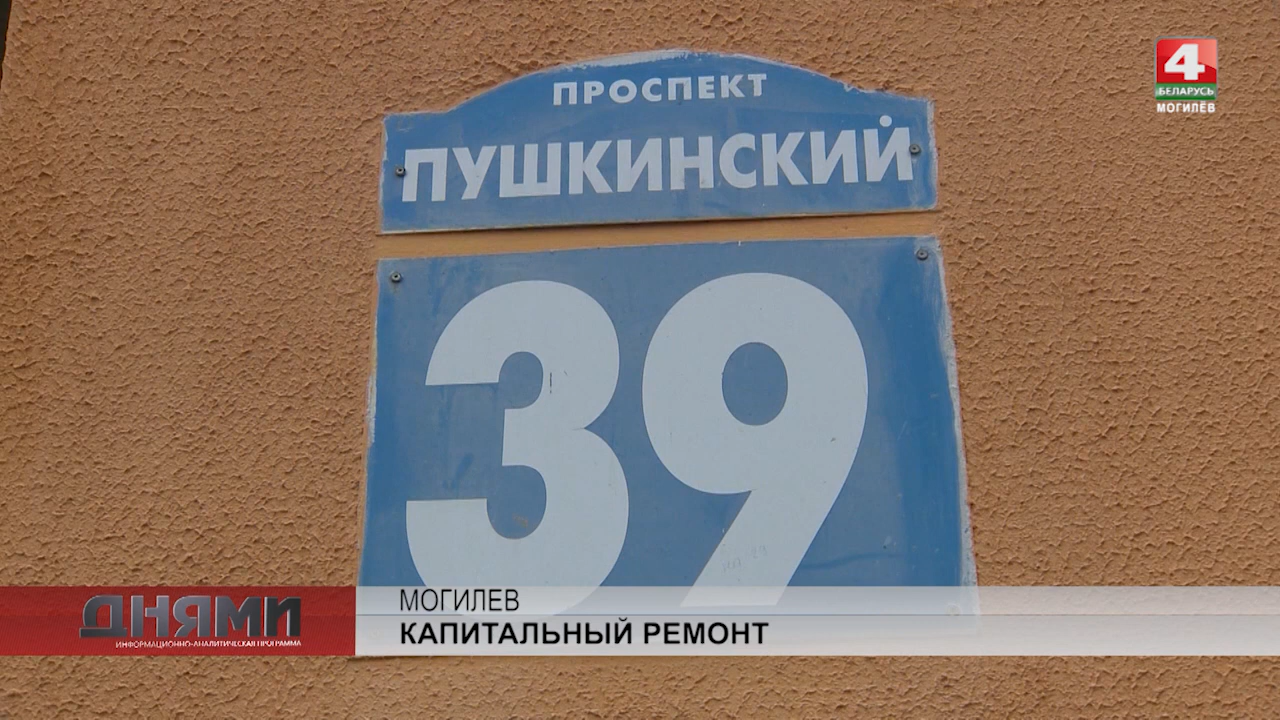 4
БЕЛАРУСЬ
МОГИЛЁВ
ПРОСПЕКТ
ПУШКИНСКИЙ
39
ДНЯМИ
ИНФОРМАЦИОННО-АНАЛИТИЧЕСКАЯ ПРОГРАММА
МОГИЛЕВ
КАПИТАЛЬНЫЙ РЕМОНТ